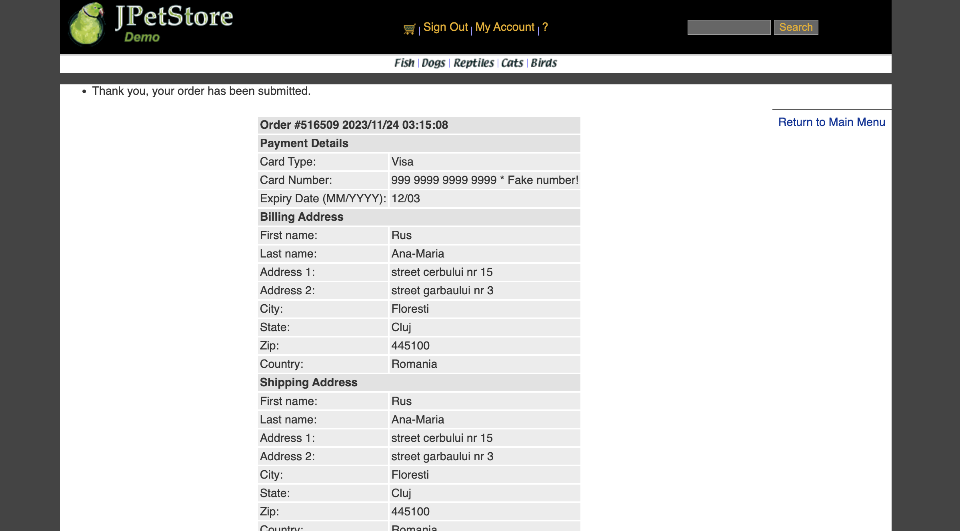 JPetStore
Demo
Sign Out | My Account | ?
Search
Fish | Dogs | Reptiles | Cats | Birds
• Thank you, your order has been submitted.
Return to Main Menu
Order #516509 2023/11/24 03:15:08
Payment Details
Card Type: Visa
Card Number: 999 9999 9999 9999 * Fake number!
Expiry Date (MM/YYYY): 12/03
Billing Address
First name: Rus
Last name: Ana-Maria
Address 1: street cerbului nr 15
Address 2: street garbaului nr 3
City: Floresti
State: Cluj
Zip: 445100
Country: Romania
Shipping Address
First name: Rus
Last name: Ana-Maria
Address 1: street cerbului nr 15
Address 2: street garbaului nr 3
City: Floresti
State: Cluj
Zip: 445100
Country: Romania